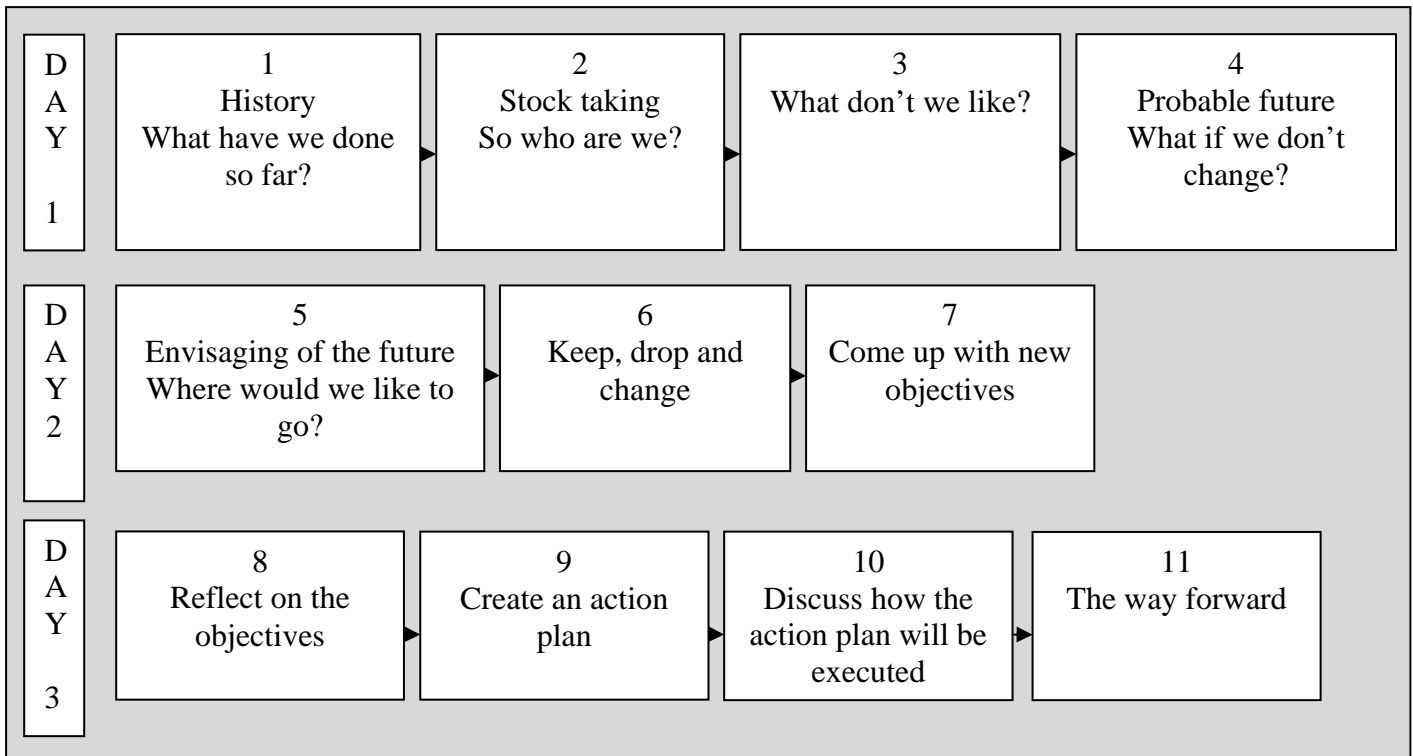 D
A
Y
1
1
History
What have we done
so far?
2
Stock taking
So who are we?
3
What don’t we like?
4
Probable future
What if we don’t
change?
D
A
Y
2
5
Envisaging of the future
Where would we like to
go?
6
Keep, drop and
change
7
Come up with new
objectives
D
A
Y
3
8
Reflect on the
objectives
9
Create an action
plan
10
Discuss how the
action plan will be
executed
11
The way forward